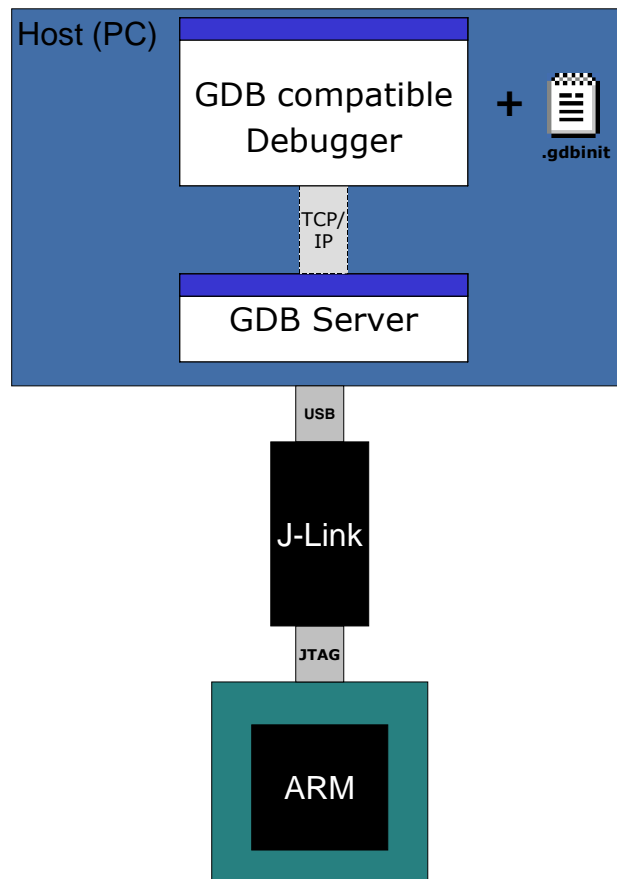 Host (PC)
GDB compatible
Debugger
+
.gdbinit
TCP/
IP
GDB Server
USB
J-Link
JTAG
ARM